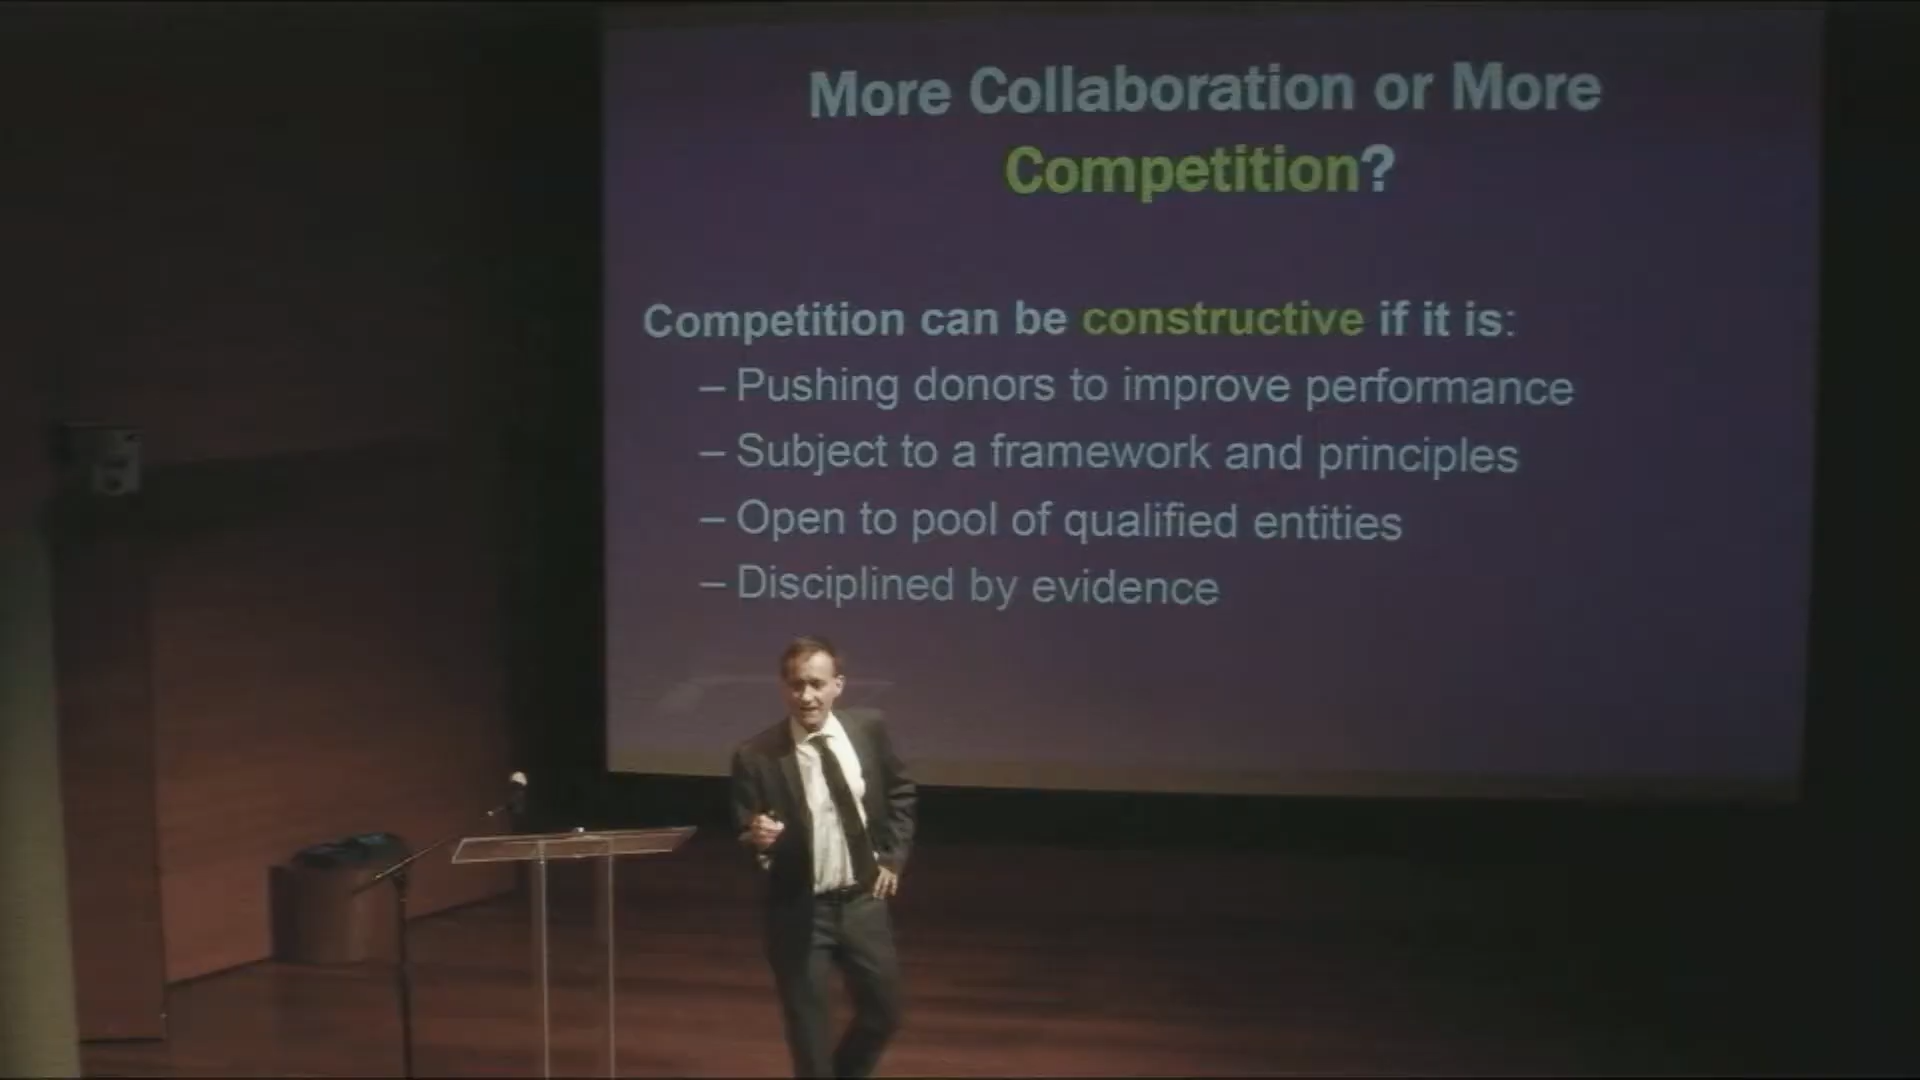 More Collaboration or More
Competition?
Competition can be constructive if it is:
– Pushing donors to improve performance
– Subject to a framework and principles
– Open to pool of qualified entities
– Disciplined by evidence